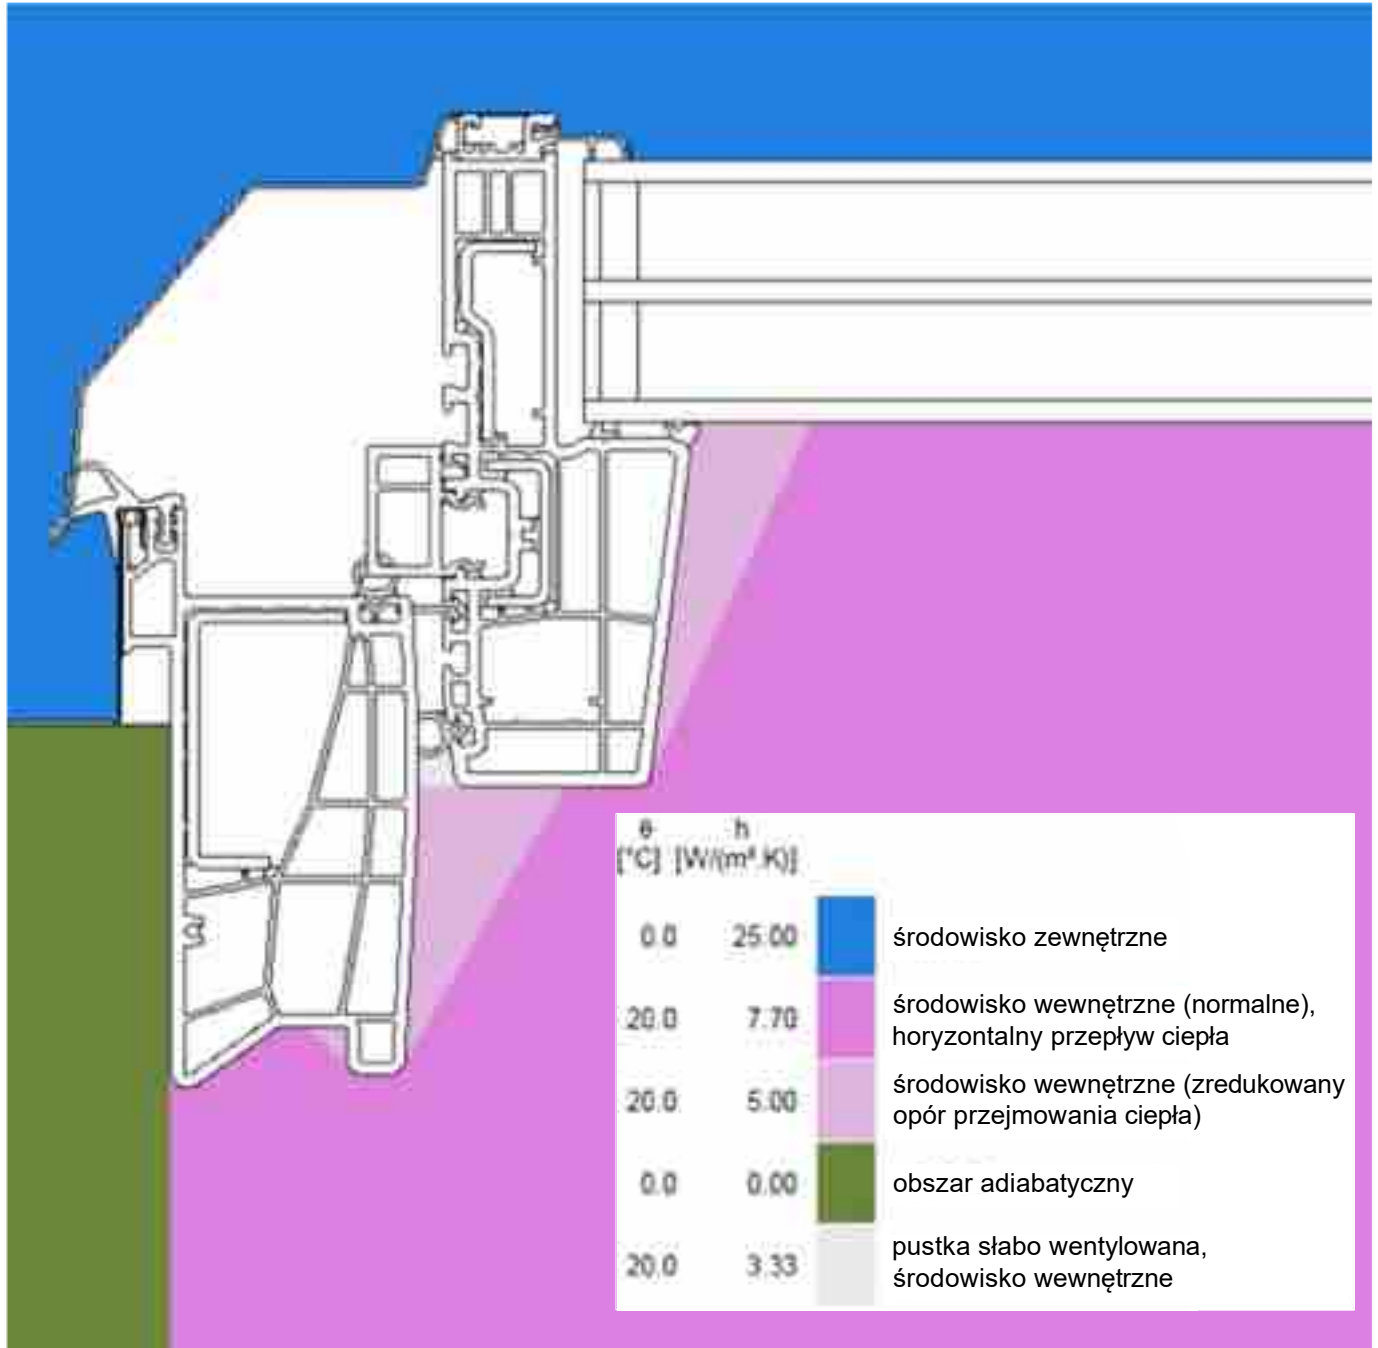 θ h
[°C] [W/(m².K)]
0.0 25.00 środowisko zewnętrzne
20.0 7.70 środowisko wewnętrzne (normalne),
horyzontalny przepływ ciepła
20.0 5.00 środowisko wewnętrzne (zredukowany
opór przejmowania ciepła)
0.0 0.00 obszar adiabatyczny
20.0 3.33 pustka słabo wentylowana,
środowisko wewnętrzne